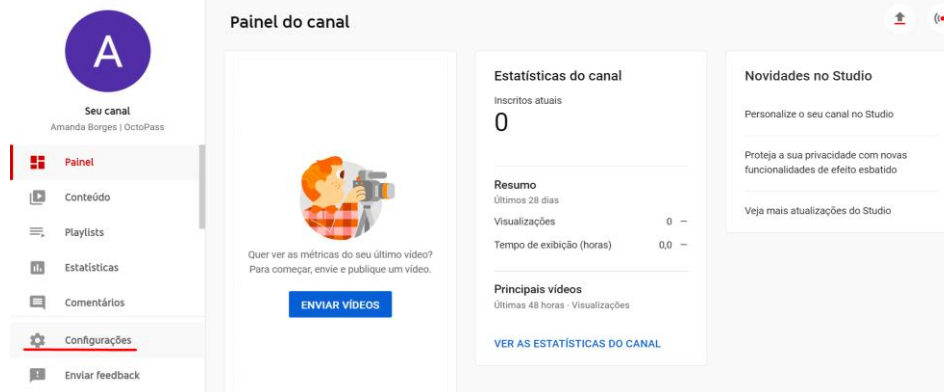 A
Seu canal
Amanda Borges | OctoPass
Painel
Conteúdo
Playlists
Estatísticas
Comentários
Configurações
Enviar feedback
Painel do canal
Quer ver as métricas do seu último vídeo?
Para começar, envie e publique um vídeo.
ENVIAR VÍDEOS
Estatísticas do canal
Inscritos atuais
0
Resumo
Últimos 28 dias
Visualizações 0 —
Tempo de exibição (horas) 0,0 —
Principais vídeos
Últimas 48 horas · Visualizações
VER AS ESTATÍSTICAS DO CANAL
Novidades no Studio
Personalize o seu canal no Studio
Proteja a sua privacidade com novas
funcionalidades de efeito esbatido
Veja mais atualizações do Studio